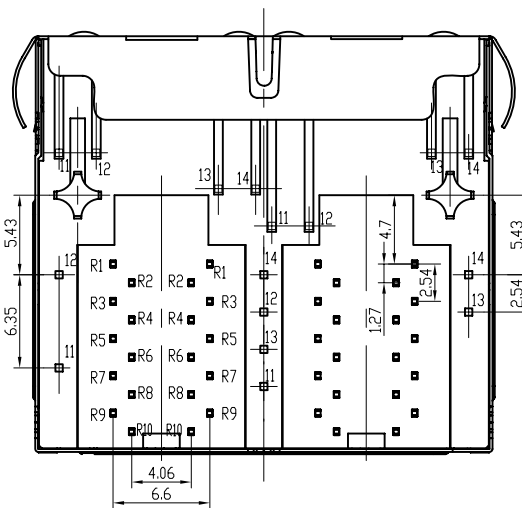 11 12 13 14
13 14
11 12
5.43 4.7 5.43
12 R1 R1 14 14
R2 R2 2.54
R3 R3 12 13 2.54
R4 R4 1.27
6.35 R5 R5 13
11 R6 R6
R7 R7 11
R8 R8
R9 R9
R10 R10
4.06
6.6